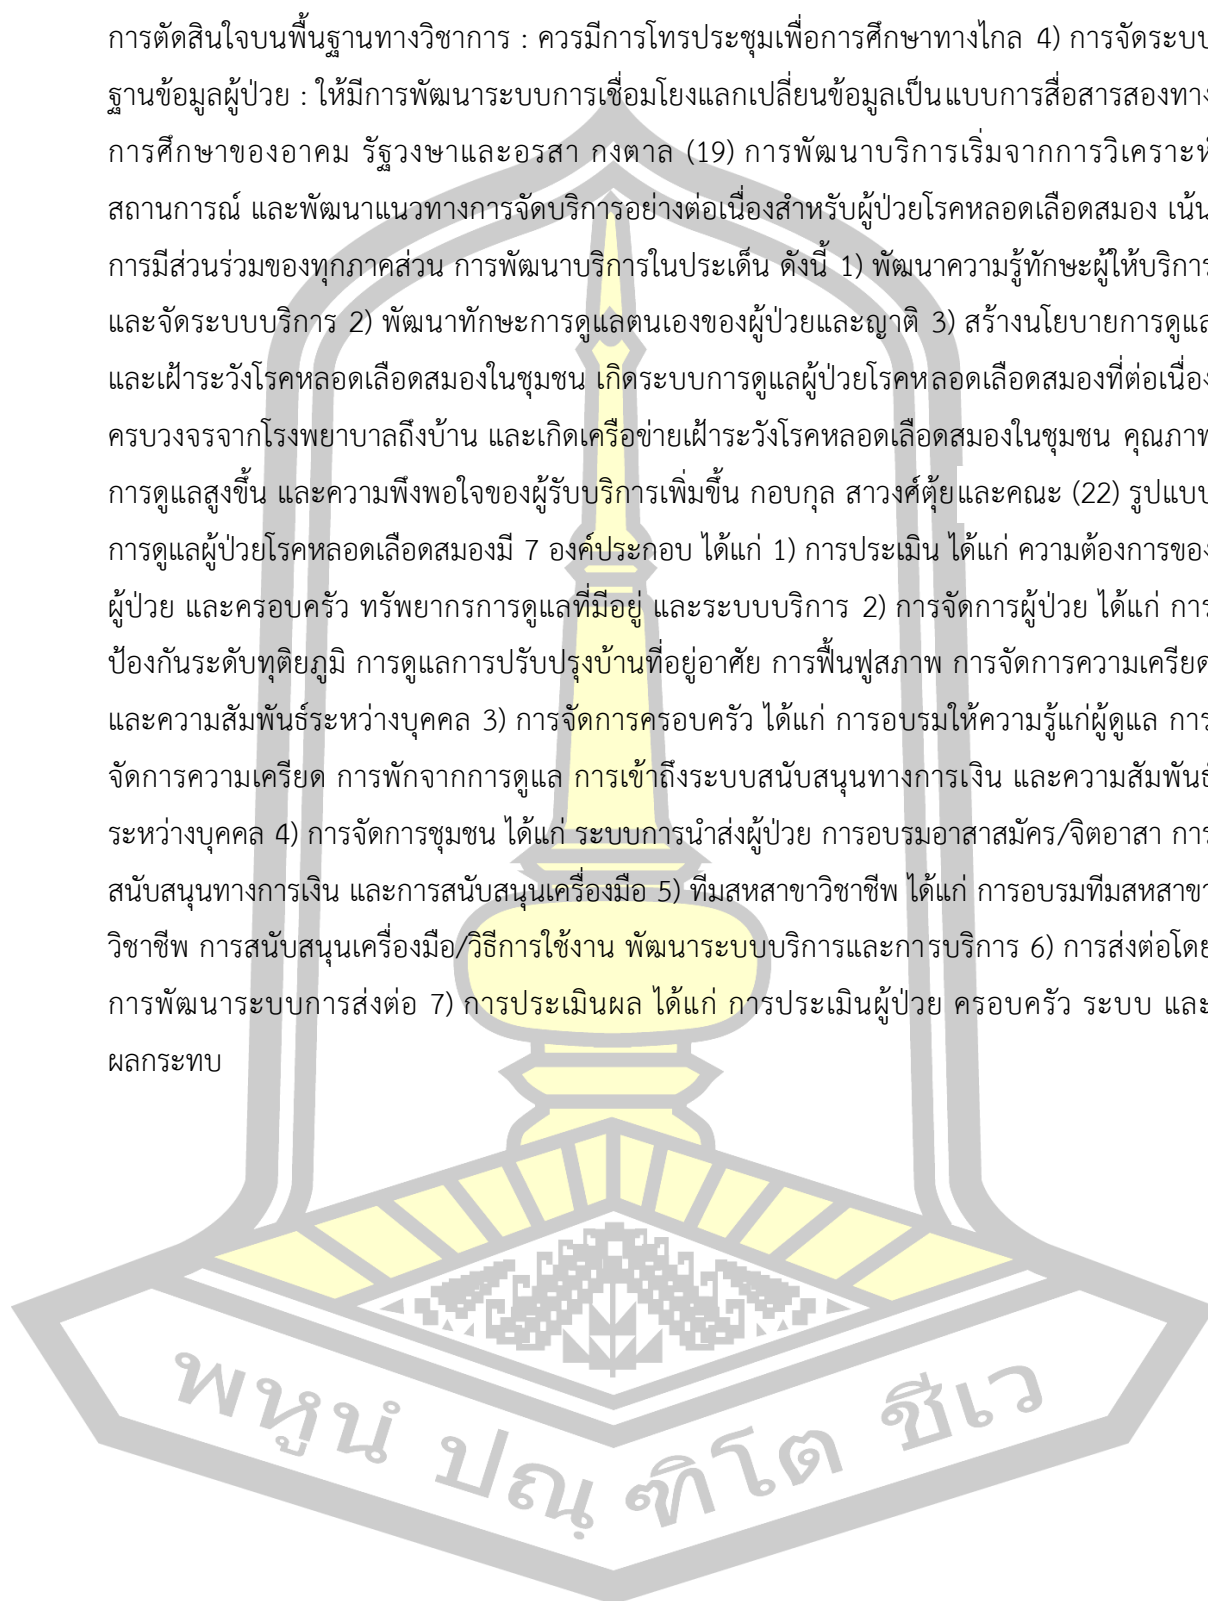 การตัดสินใจบนพื้นฐานทางวิชาการ : ควรมีการโทรประชุมเพื่อการศึกษาทางไกล 4) การจัดระบบ
ฐานข้อมูลผู้ป่วย : ให้มีการพัฒนาระบบการเชื่อมโยงแลกเปลี่ยนข้อมูลเป็นแบบการสื่อสารสองทาง
การศึกษาของอาคม รัฐวงษาและอรสา กงตาล (19) การพัฒนาบริการเริ่มจากการวิเคราะห์
สถานการณ์ และพัฒนาแนวทางการจัดบริการอย่างต่อเนื่องสำหรับผู้ป่วยโรคหลอดเลือดสมอง เน้น
การมีส่วนร่วมของทุกภาคส่วน การพัฒนาบริการในประเด็น ดังนี้ 1) พัฒนาความรู้ทักษะผู้ให้บริการ
และจัดระบบบริการ 2) พัฒนาทักษะการดูแลตนเองของผู้ป่วยและญาติ 3) สร้างนโยบายการดูแล
และเฝ้าระวังโรคหลอดเลือดสมองในชุมชน เกิดระบบการดูแลผู้ป่วยโรคหลอดเลือดสมองที่ต่อเนื่อง
ครบวงจรจากโรงพยาบาลถึงบ้าน และเกิดเครือข่ายเฝ้าระวังโรคหลอดเลือดสมองในชุมชน คุณภาพ
การดูแลสูงขึ้น และความพึงพอใจของผู้รับบริการเพิ่มขึ้น กอบกุล สาวงศ์ตุ้ยและคณะ (22) รูปแบบ
การดูแลผู้ป่วยโรคหลอดเลือดสมองมี 7 องค์ประกอบ ได้แก่ 1) การประเมิน ได้แก่ ความต้องการของ
ผู้ป่วย และครอบครัว ทรัพยากรการดูแลที่มีอยู่ และระบบบริการ 2) การจัดการผู้ป่วย ได้แก่ การ
ป้องกันระดับทุติยภูมิ การดูแลการปรับปรุงบ้านที่อยู่อาศัย การฟื้นฟูสภาพ การจัดการความเครียด
และความสัมพันธ์ระหว่างบุคคล 3) การจัดการครอบครัว ได้แก่ การอบรมให้ความรู้แก่ผู้ดูแล การ
จัดการความเครียด การพักจากการดูแล การเข้าถึงระบบสนับสนุนทางการเงิน และความสัมพันธ์
ระหว่างบุคคล 4) การจัดการชุมชน ได้แก่ ระบบการนำส่งผู้ป่วย การอบรมอาสาสมัคร/จิตอาสา การ
สนับสนุนทางการเงิน และการสนับสนุนเครื่องมือ 5) ทีมสหสาขาวิชาชีพ ได้แก่ การอบรมทีมสหสาขา
วิชาชีพ การสนับสนุนเครื่องมือ/วิธีการใช้งาน พัฒนาระบบบริการและการบริการ 6) การส่งต่อโดย
การพัฒนาระบบการส่งต่อ 7) การประเมินผล ได้แก่ การประเมินผู้ป่วย ครอบครัว ระบบ และ
ผลกระทบ
พหูนํ ปณฺ ฑิโต ชีเว